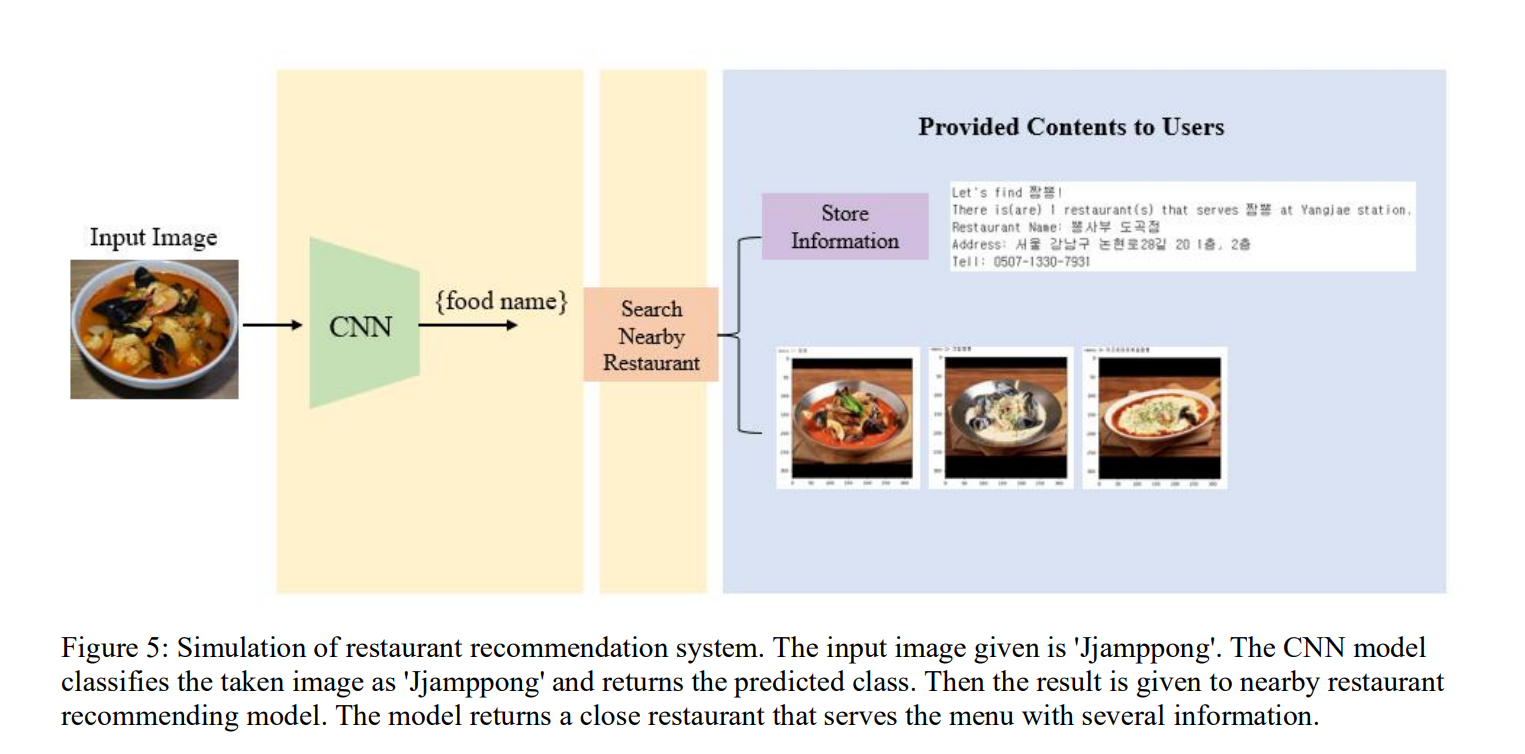 Provided Contents to Users
Input Image
CNN
{food name}
Search
Nearby
Restaurant
Store
Information
Let's find 짬뽕!
There is(are) 1 restaurant(s) that serves 짬뽕 at Yangjae station.
Restaurant Name: 뽕사부 도곡점
Address: 서울 강남구 논현로28길 20 1층, 2층
Tell: 0507-1330-7931
Figure 5: Simulation of restaurant recommendation system. The input image given is 'Jjamppong'. The CNN model
classifies the taken image as 'Jjamppong' and returns the predicted class. Then the result is given to nearby restaurant
recommending model. The model returns a close restaurant that serves the menu with several information.